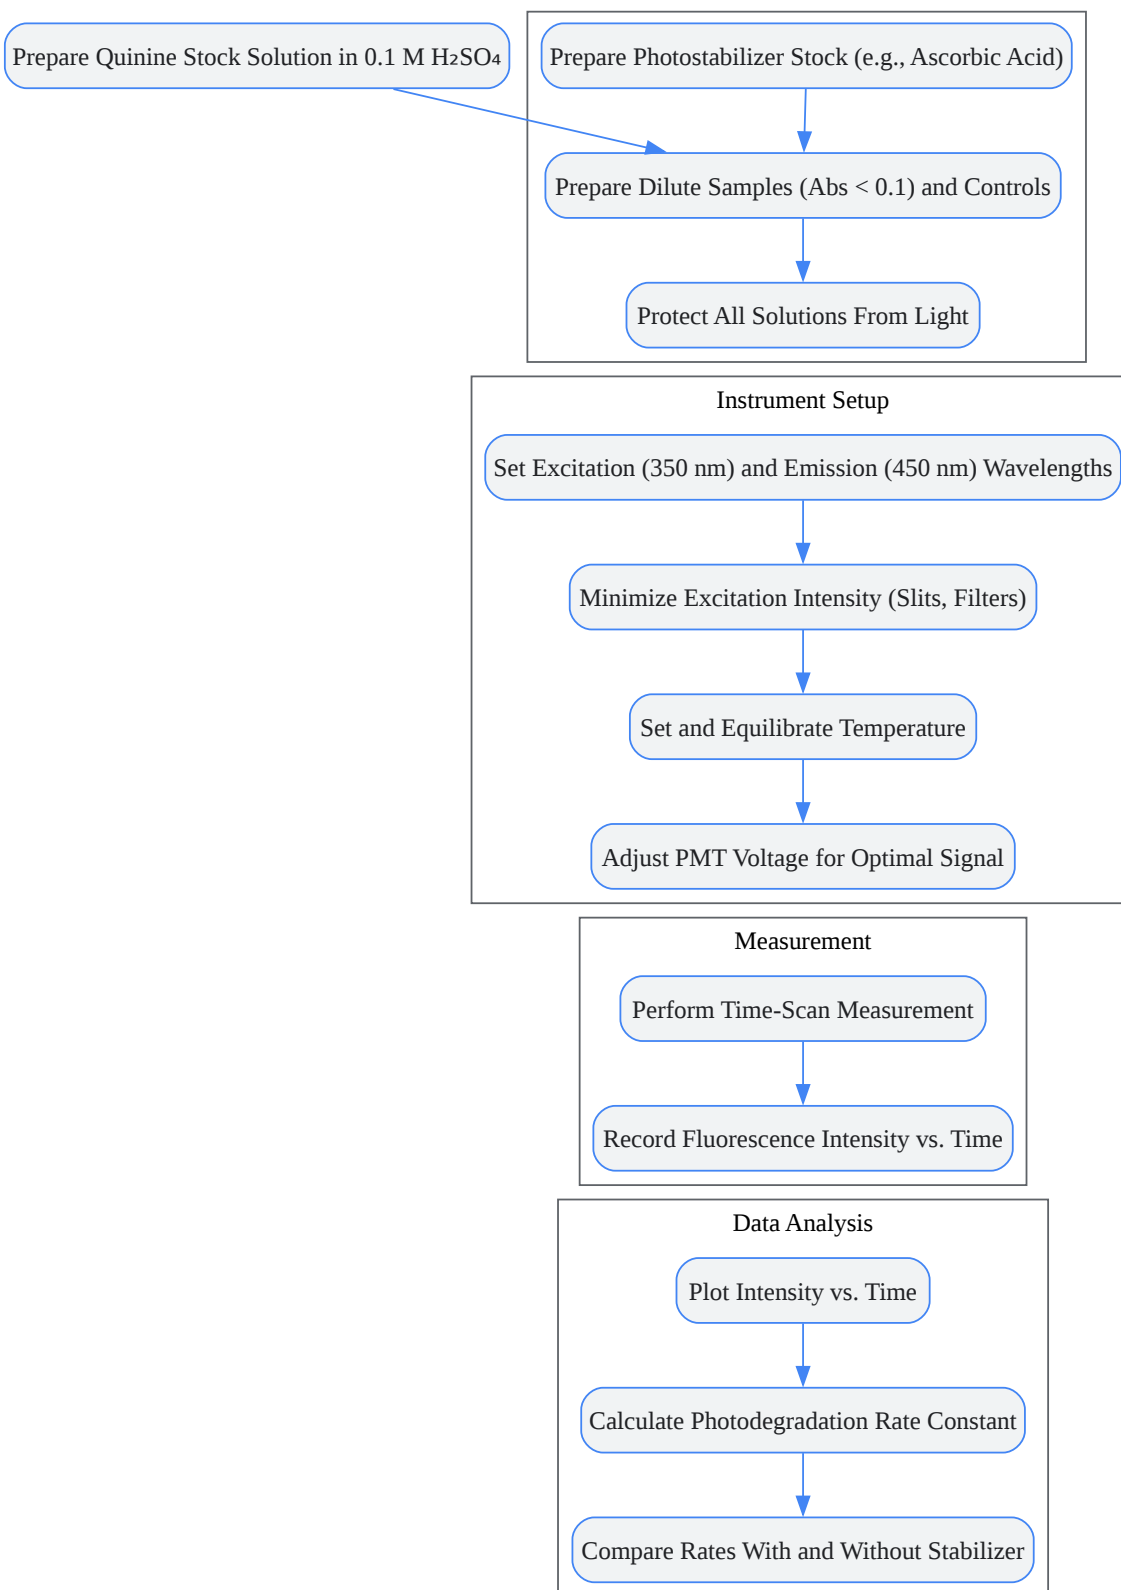 Prepare Quinine Stock Solution in 0.1 M H₂SO₄
Prepare Photostabilizer Stock (e.g., Ascorbic Acid)
Prepare Dilute Samples (Abs < 0.1) and Controls
Protect All Solutions From Light
Instrument Setup
Set Excitation (350 nm) and Emission (450 nm) Wavelengths
Minimize Excitation Intensity (Slits, Filters)
Set and Equilibrate Temperature
Adjust PMT Voltage for Optimal Signal
Measurement
Perform Time-Scan Measurement
Record Fluorescence Intensity vs. Time
Data Analysis
Plot Intensity vs. Time
Calculate Photodegradation Rate Constant
Compare Rates With and Without Stabilizer